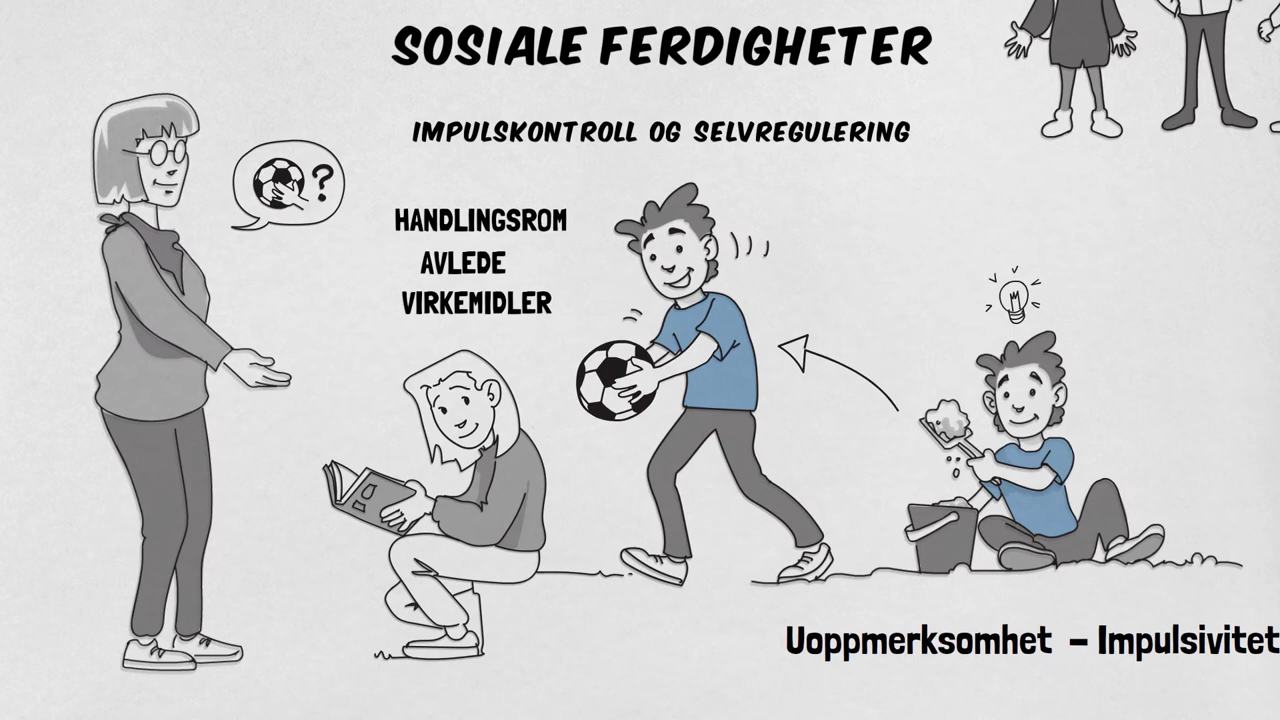 SOSIALE FERDIGHETER
IMPULSKONTROLL OG SELVREGULERING
?
HANDLINGSROM
AVLEDE
VIRKEMIDLER
Uoppmerksomhet – Impulsivitet